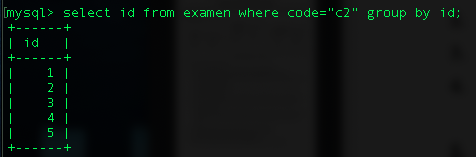 [mysql> select id from examen where code="c2" group by id;
+------+
| id   |
+------+
|    1 |
|    2 |
|    3 |
|    4 |
|    5 |
+------+